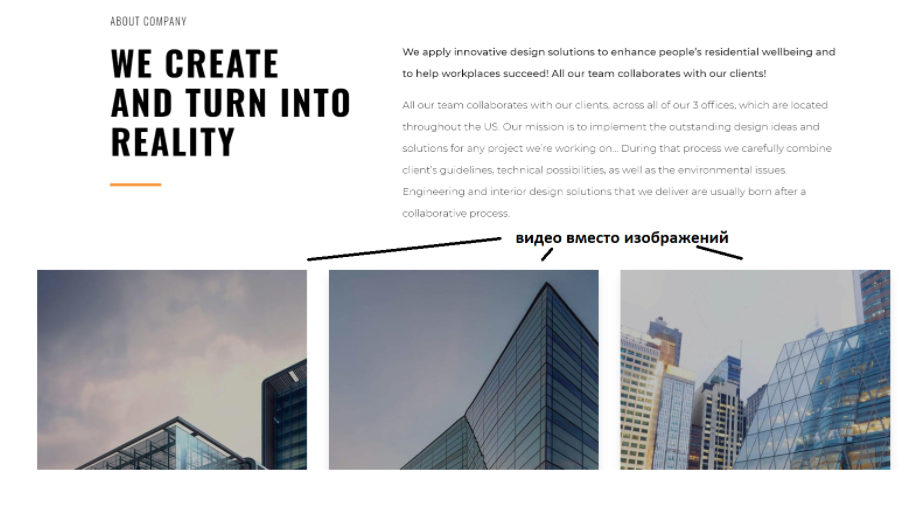 ABOUT COMPANY
WE CREATE
AND TURN INTO
REALITY
We apply innovative design solutions to enhance people's residential wellbeing and
to help workplaces succeed! All our team collaborates with our clients!
All our team collaborates with our clients, across all of our 3 offices, which are located
throughout the US. Our mission is to implement the outstanding design ideas and
solutions for any project we're working on... During that process we carefully combine
client's guidelines, technical possibilities, as well as the environmental issues.
Engineering and interior design solutions that we deliver are usually born after a
collaborative process.
видео вместо изображений